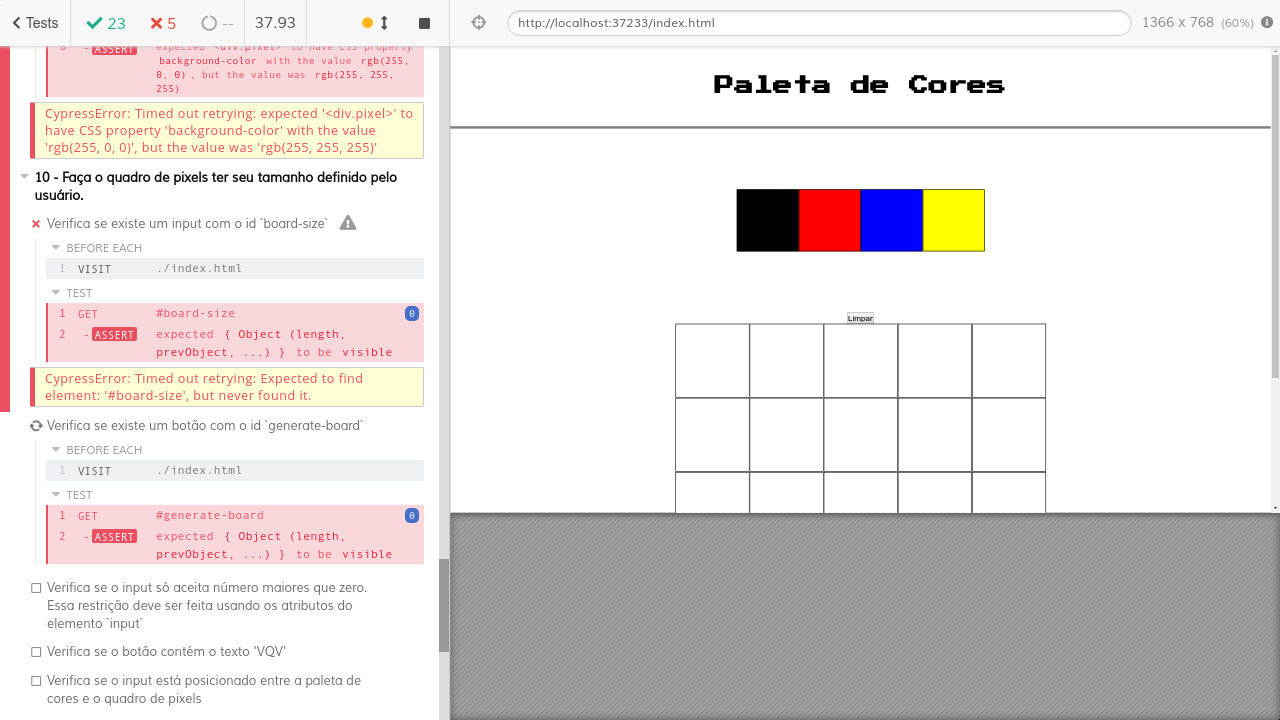 Tests
23
5
--
37.93
http://localhost:37233/index.html
1366 x 768 (60%)
8 - ASSERT expected <div.pixel> to have CSS property
background-color with the value rgb(255,
0, 0) , but the value was rgb(255, 255,
255)
CypressError: Timed out retrying: expected '<div.pixel>' to
have CSS property 'background-color' with the value
'rgb(255, 0, 0)', but the value was 'rgb(255, 255, 255)'
10 - Faça o quadro de pixels ter seu tamanho definido pelo
usuário.
Verifica se existe um input com o id `board-size`
BEFORE EACH
1 VISIT ./index.html
TEST
1 GET #board-size 0
2 - ASSERT expected { Object (length,
prevObject, ...) } to be visible
CypressError: Timed out retrying: Expected to find
element: '#board-size', but never found it.
Verifica se existe um botão com o id `generate-board`
BEFORE EACH
1 VISIT ./index.html
TEST
1 GET #generate-board 0
2 - ASSERT expected { Object (length,
prevObject, ...) } to be visible
Verifica se o input só aceita número maiores que zero.
Essa restrição deve ser feita usando os atributos do
elemento `input`
Verifica se o botão contém o texto 'VQV'
Verifica se o input está posicionado entre a paleta de
cores e o quadro de pixels
Paleta de Cores
Limpar